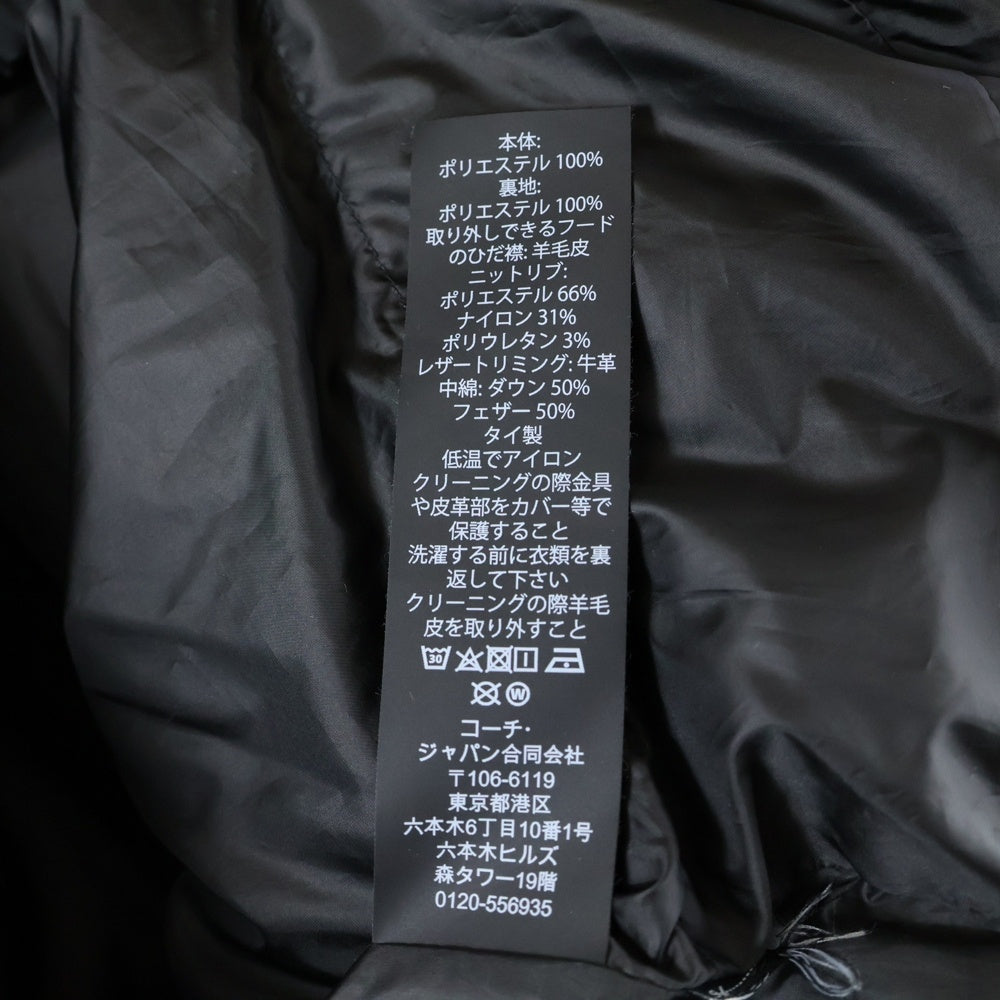 本体:
ポリエステル 100%
裏地:
ポリエステル 100%
取り外しできるフード
のひだ襟: 羊毛皮
ニットリブ:
ポリエステル 66%
ナイロン 31%
ポリウレタン 3%
レザートリミング: 牛革
中綿: ダウン 50%
フェザー 50%
タイ製
低温でアイロン
クリーニングの際金具
や皮革部をカバー等で
保護すること
洗濯する前に衣類を裏
返して下さい
クリーニングの際羊毛
皮を取り外すこと
30
W
コーチ･
ジャパン合同会社
〒106-6119
東京都港区
六本木6丁目10番1号
六本木ヒルズ
森タワー19階
0120-556935